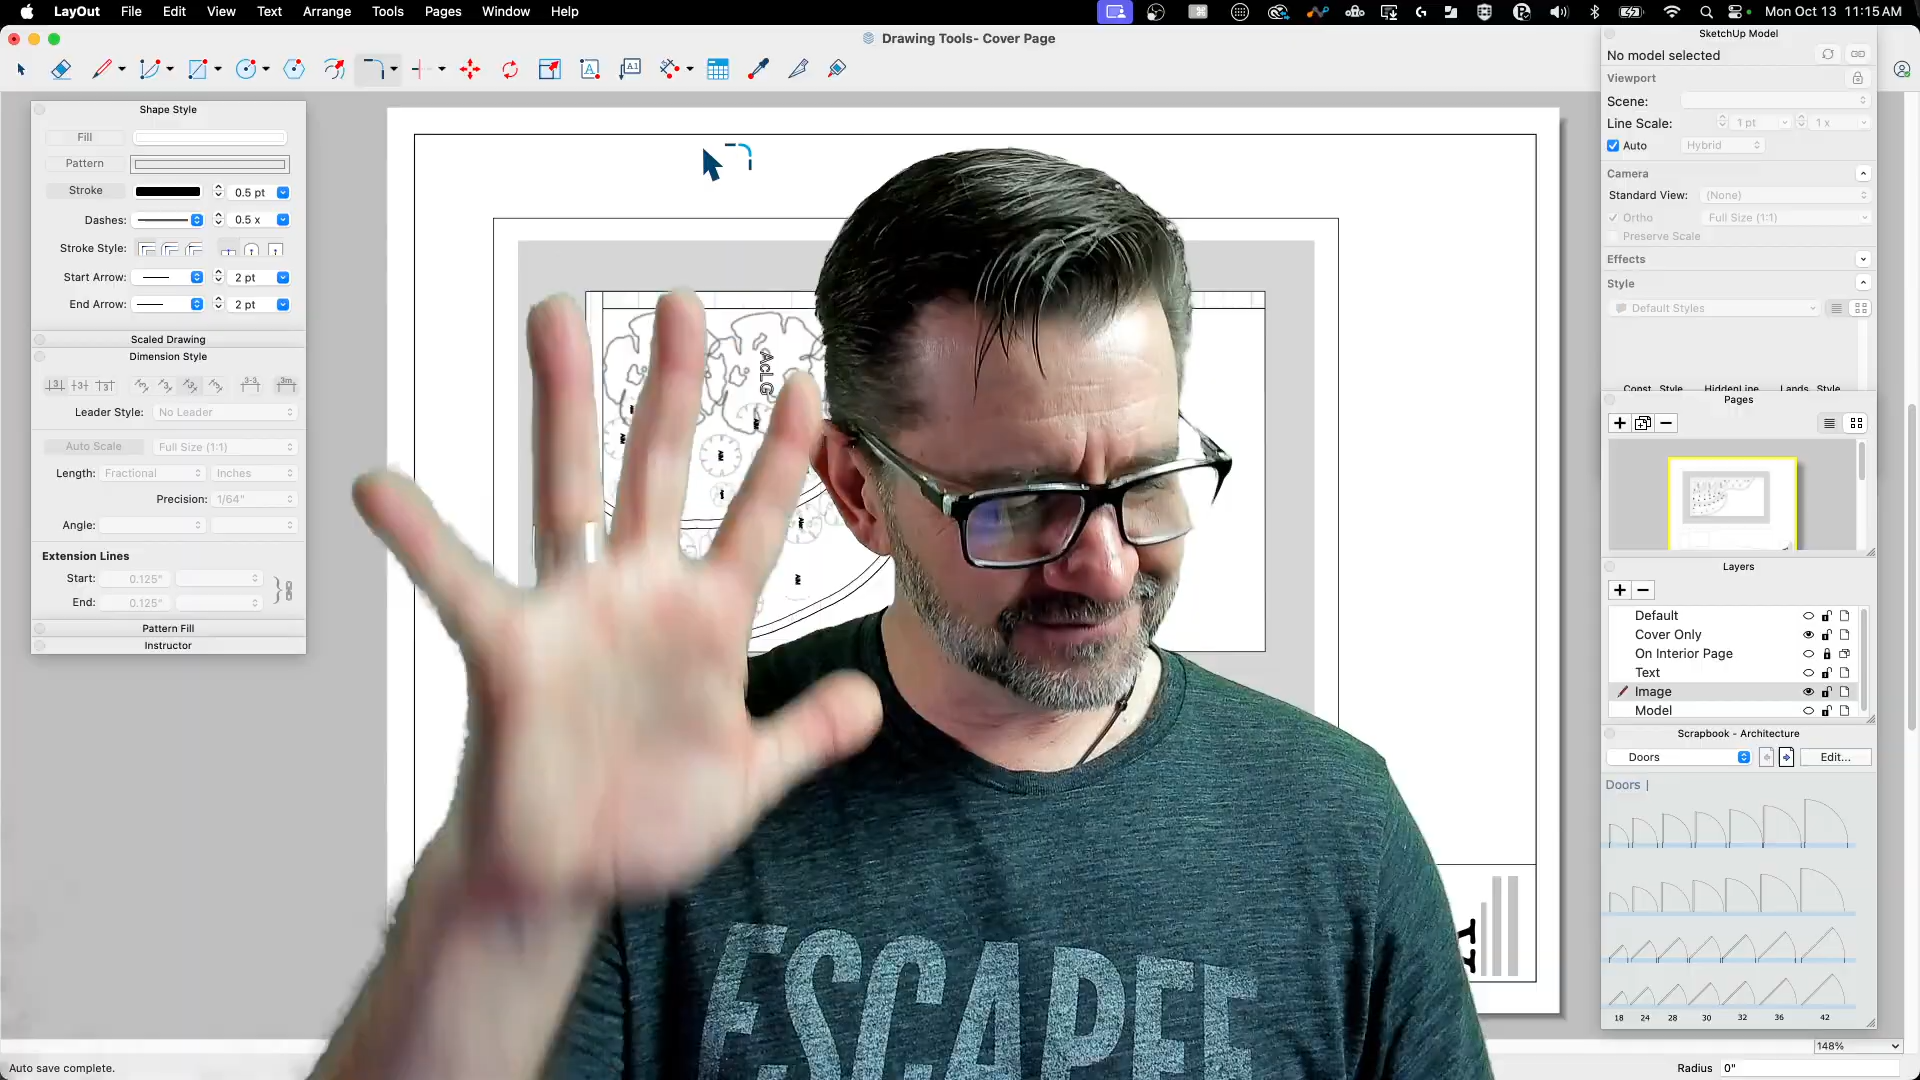 LayOut File Edit View Text Arrange Tools Pages Window Help
Mon Oct 13 11:15 AM
Drawing Tools- Cover Page
Shape Style
Fill
Pattern
Stroke 0.5 pt
Dashes: 0.5 x
Stroke Style:
Start Arrow: 2 pt
End Arrow: 2 pt
Scaled Drawing
Dimension Style
Leader Style: No Leader
Auto Scale Full Size (1:1)
Length: Fractional Inches
Precision: 1/64"
Angle:
Extension Lines
Start: 0.125"
End: 0.125"
Pattern Fill
Instructor
ESCAPEE
SketchUp Model
No model selected
Viewport
Scene:
Line Scale: 1 pt 1 x
Auto Hybrid
Camera
Standard View: (None)
Ortho Full Size (1:1)
Preserve Scale
Effects
Style
Default Styles
Const_Style HiddenLine Lands_Style
Pages
Layers
Default
Cover Only
On Interior Page
Text
Image
Model
Scrapbook - Architecture
Doors Edit...
Doors |
18 24 28 30 32 36 42
148%
Auto save complete.
Radius 0"